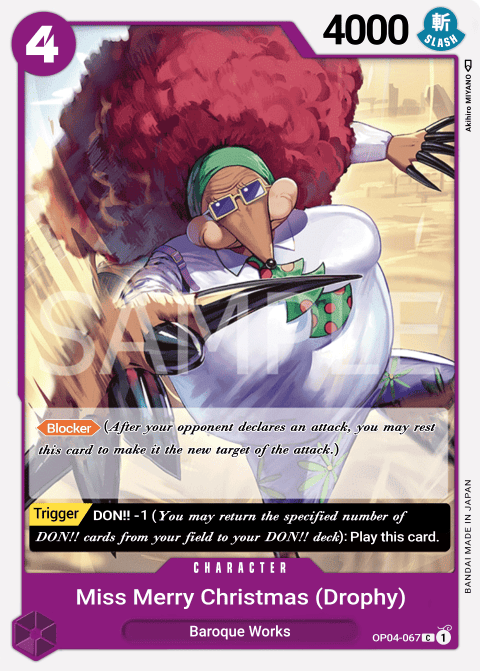 4
4000
斬
SLASH
Akihiro MIYANO
SAMPLE
Blocker (After your opponent declares an attack, you may rest
this card to make it the new target of the attack.)
Trigger DON!! -1 (You may return the specified number of
DON!! cards from your field to your DON!! deck): Play this card.
BANDAI MADE IN JAPAN
CHARACTER
Miss Merry Christmas (Drophy)
Baroque Works
OP04-067 C 1